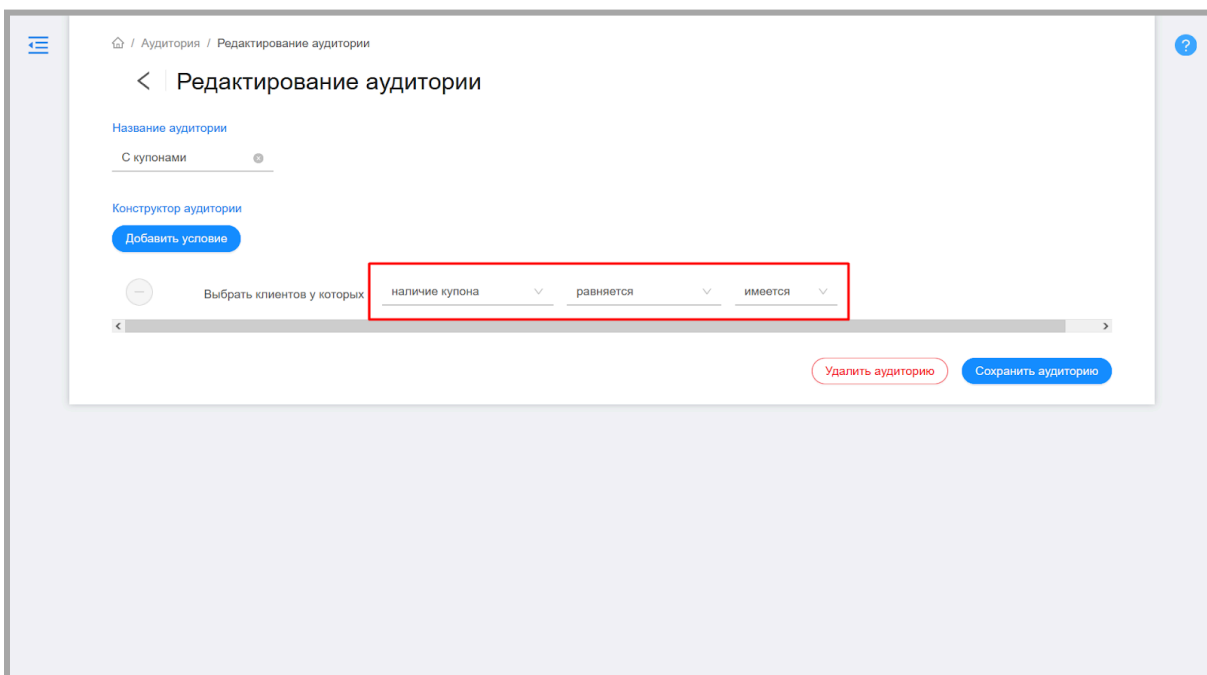 / Аудитория / Редактирование аудитории
Редактирование аудитории
?
Название аудитории
С купонами
Конструктор аудитории
Добавить условие
Выбрать клиентов у которых наличие купона равняется имеется
Удалить аудиторию Сохранить аудиторию